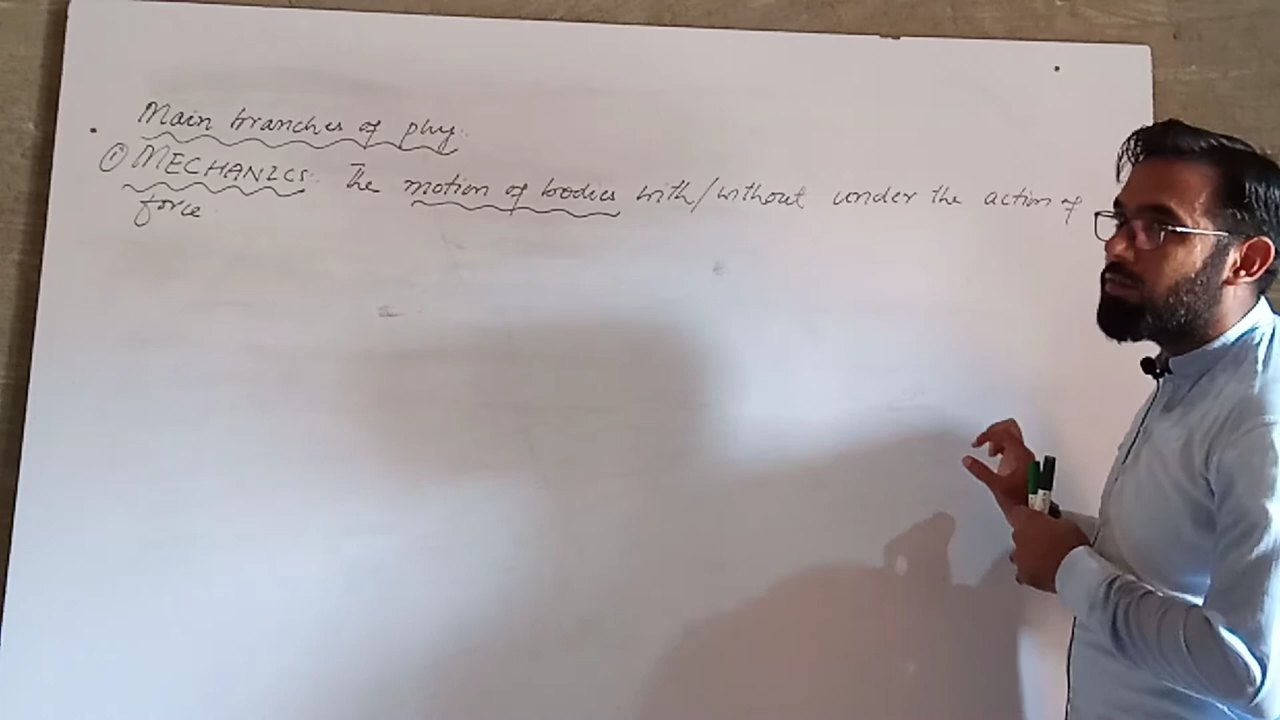 Main branches of phy:
① MECHANICS: The motion of bodies with/without under the action of
force